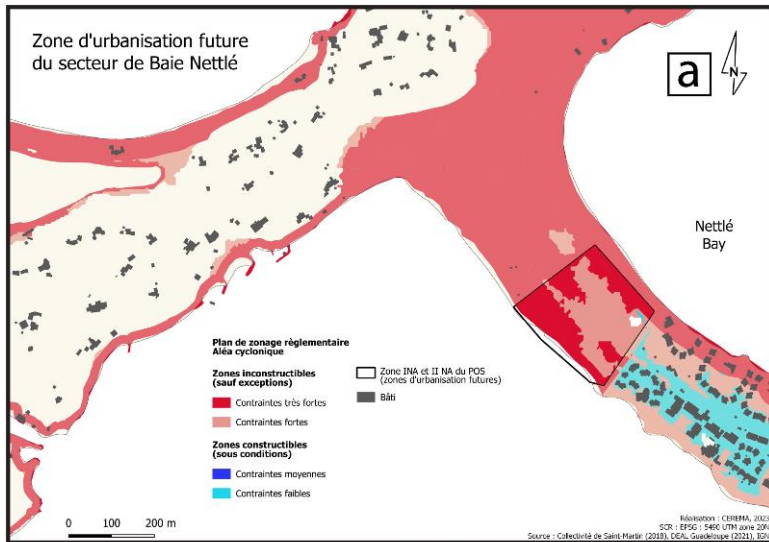 Zone d'urbanisation future
du secteur de Baie Nettlé
a
N
Nettlé
Bay
Plan de zonage règlementaire
Aléa cyclonique
Zones inconstructibles
(sauf exceptions)
Contraintes très fortes
Contraintes fortes
Zones constructibles
(sous conditions)
Contraintes moyennes
Contraintes faibles
Zone INA et II NA du POS
(zones d'urbanisation futures)
Bâti
0 100 200 m
Réalisation : CEREMA, 2023
SCR : EPSG : 5490 UTM zone 20N
Source : Collectivité de Saint-Martin (2018), DEAL Guadeloupe (2021), IGN